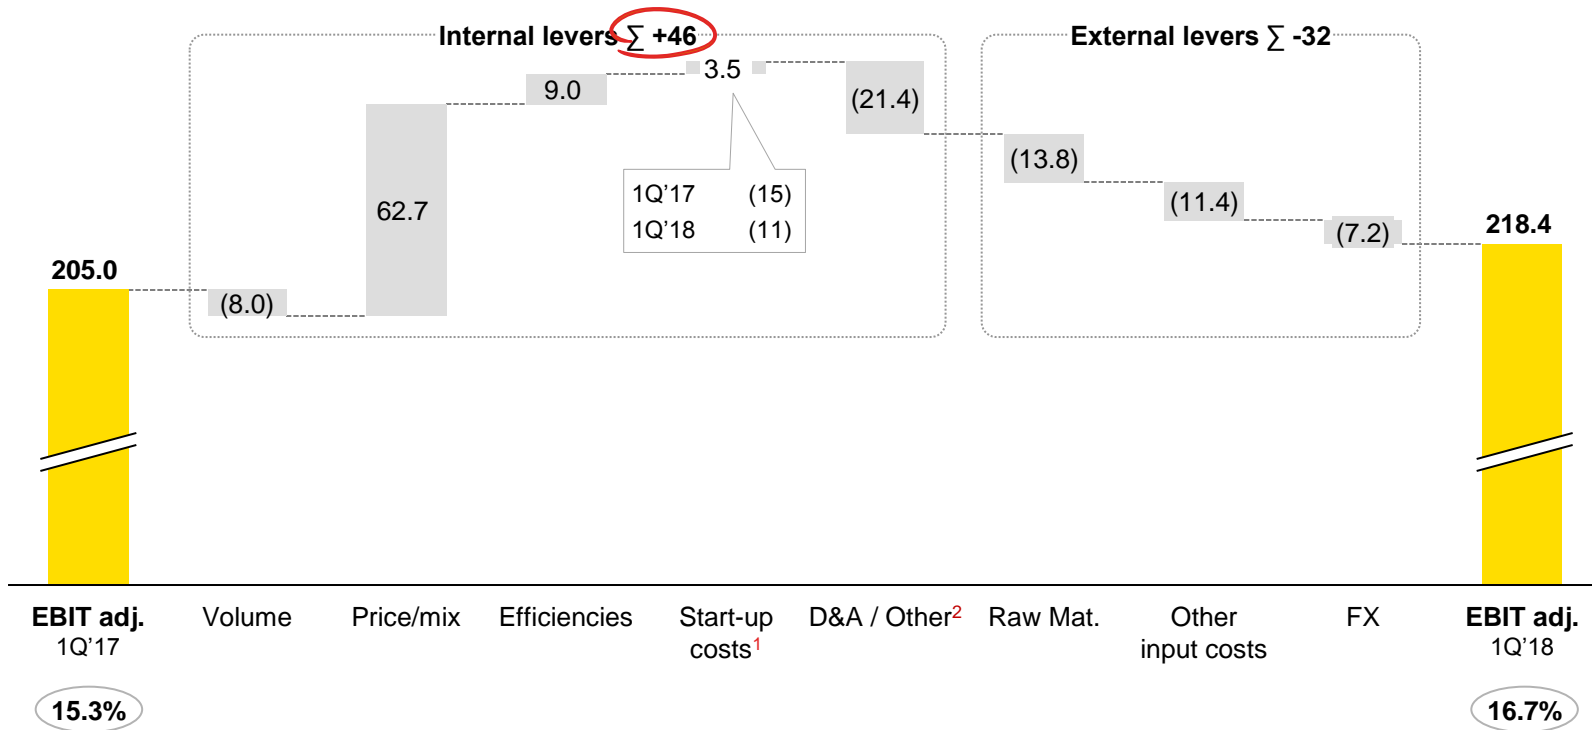 Internal levers ∑ +46
External levers ∑ -32
205.0
(8.0)
62.7
9.0
3.5
1Q’17 (15)
1Q’18 (11)
(21.4)
(13.8)
(11.4)
(7.2)
218.4
EBIT adj.
1Q’17
Volume
Price/mix
Efficiencies
Start-up
costs1
D&A / Other2
Raw Mat.
Other
input costs
FX
EBIT adj.
1Q’18
15.3%
16.7%